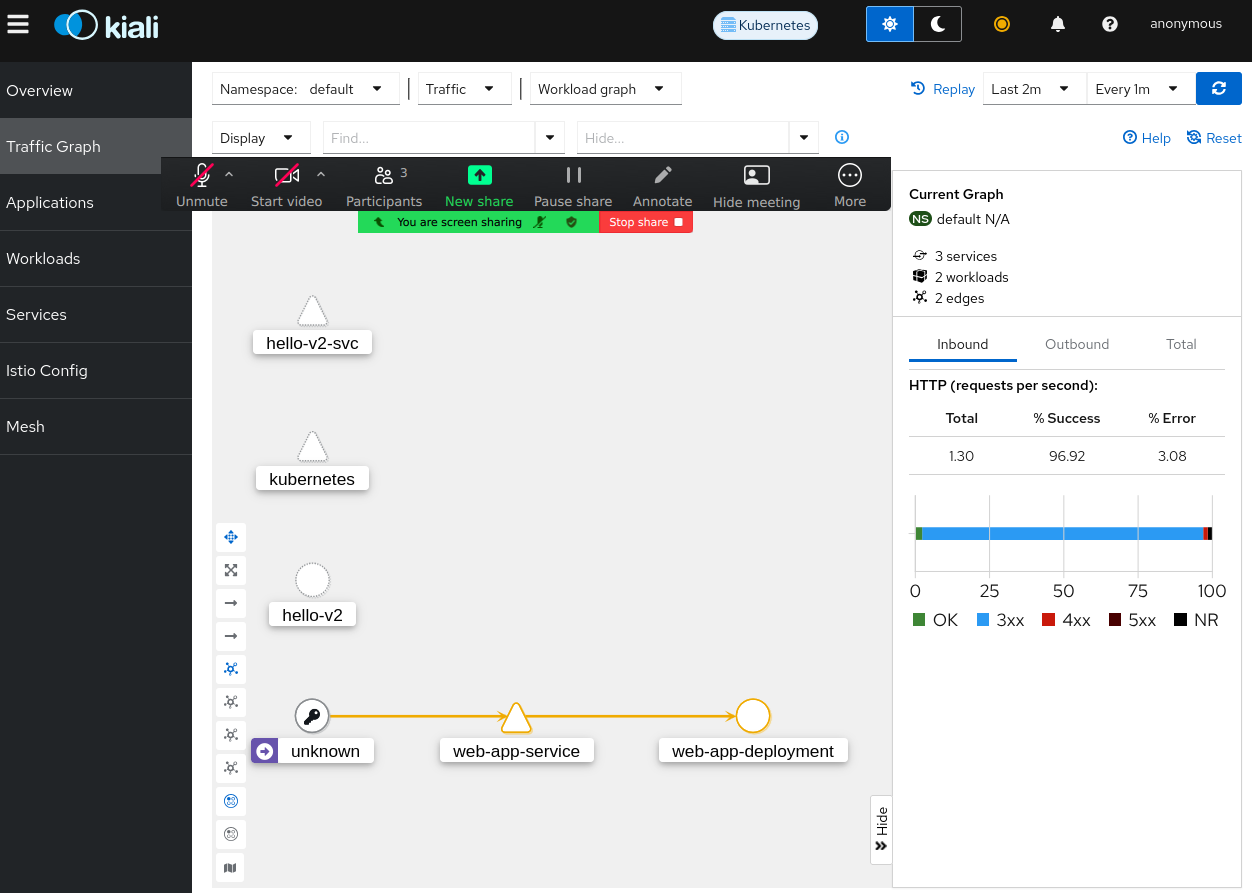 kiali
Kubernetes
anonymous
Overview
Traffic Graph
Applications
Workloads
Services
Istio Config
Mesh
Namespace: default
Traffic
Workload graph
Replay
Last 2m
Every 1m
Display
Find...
Hide...
Help
Reset
3
Unmute
Start video
Participants
New share
Pause share
Annotate
Hide meeting
More
You are screen sharing
Stop share
hello-v2-svc
kubernetes
hello-v2
unknown
web-app-service
web-app-deployment
Hide
Current Graph
NS default N/A
3 services
2 workloads
2 edges
Inbound Outbound Total
HTTP (requests per second):
Total % Success % Error
1.30 96.92 3.08
0 25 50 75 100
OK 3xx 4xx 5xx NR